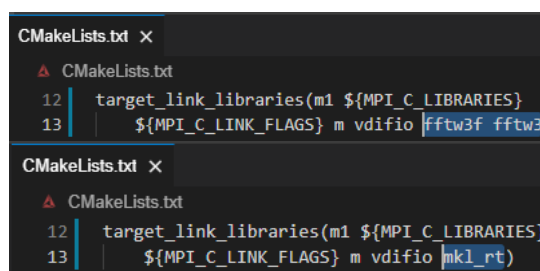 CMakeLists.txt ×
CMakeLists.txt
12 target_link_libraries(m1 ${MPI_C_LIBRARIES}
13 ${MPI_C_LINK_FLAGS} m vdifio fftw3f fftw3
CMakeLists.txt ×
CMakeLists.txt
12 target_link_libraries(m1 ${MPI_C_LIBRARIES}
13 ${MPI_C_LINK_FLAGS} m vdifio mkl_rt)